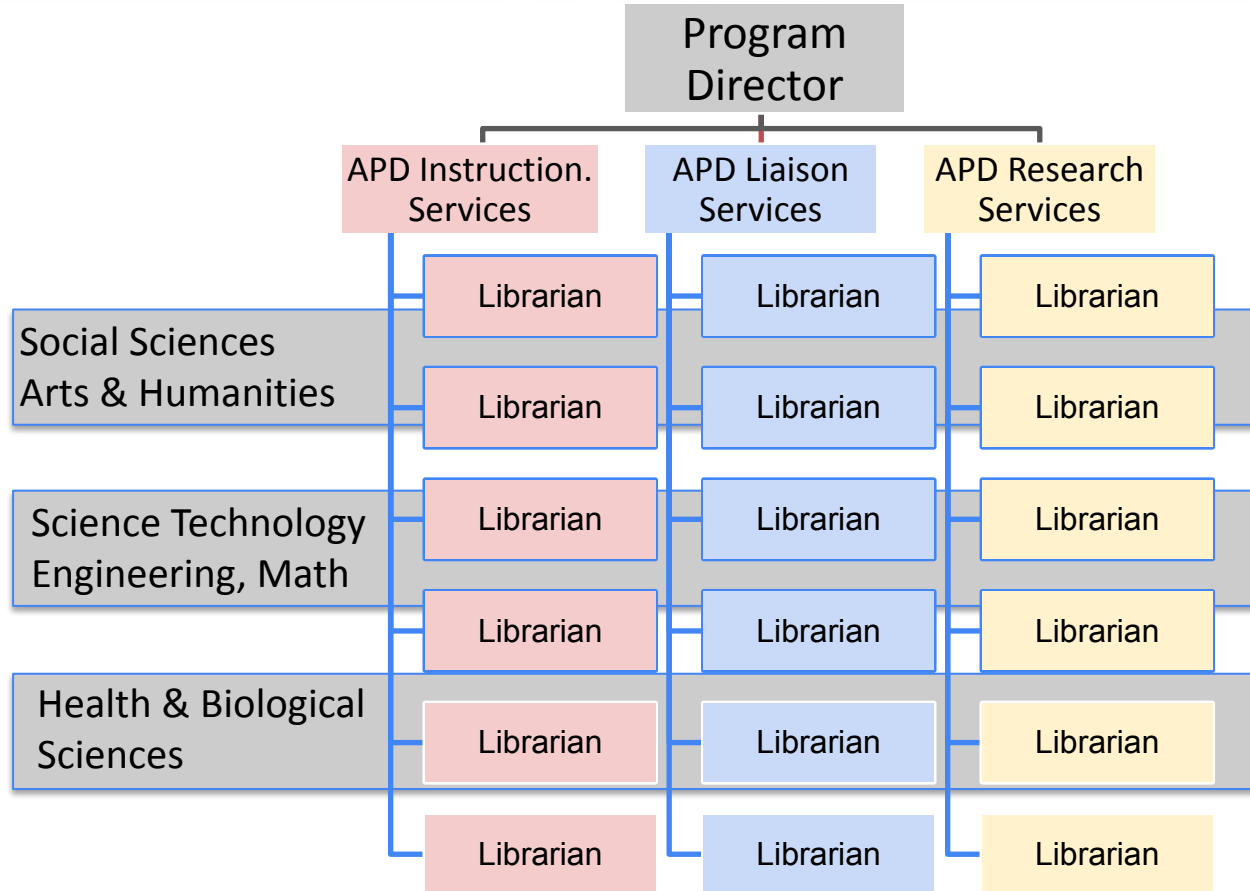 Program
Director
APD Instruction.
Services
APD Liaison
Services
APD Research
Services
Librarian
Librarian
Librarian
Social Sciences
Arts & Humanities
Librarian
Librarian
Librarian
Science Technology
Engineering, Math
Librarian
Librarian
Librarian
Librarian
Librarian
Librarian
Health & Biological
Sciences
Librarian
Librarian
Librarian
Librarian
Librarian
Librarian